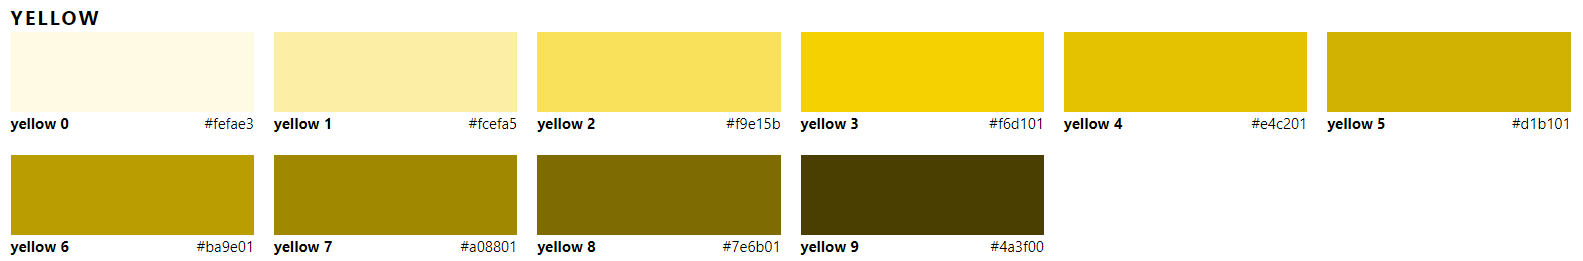 YELLOW
yellow 0 #fefae3 yellow 1 #fcefa5 yellow 2 #f9e15b yellow 3 #f6d101 yellow 4 #e4c201 yellow 5 #d1b101
yellow 6 #ba9e01 yellow 7 #a08801 yellow 8 #7e6b01 yellow 9 #4a3f00